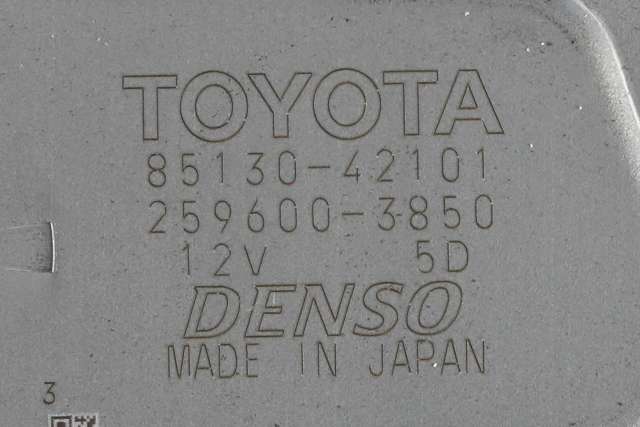 TOYOTA
85130-42101
259600-3850
12V 5D
DENSO
MADE IN JAPAN
3